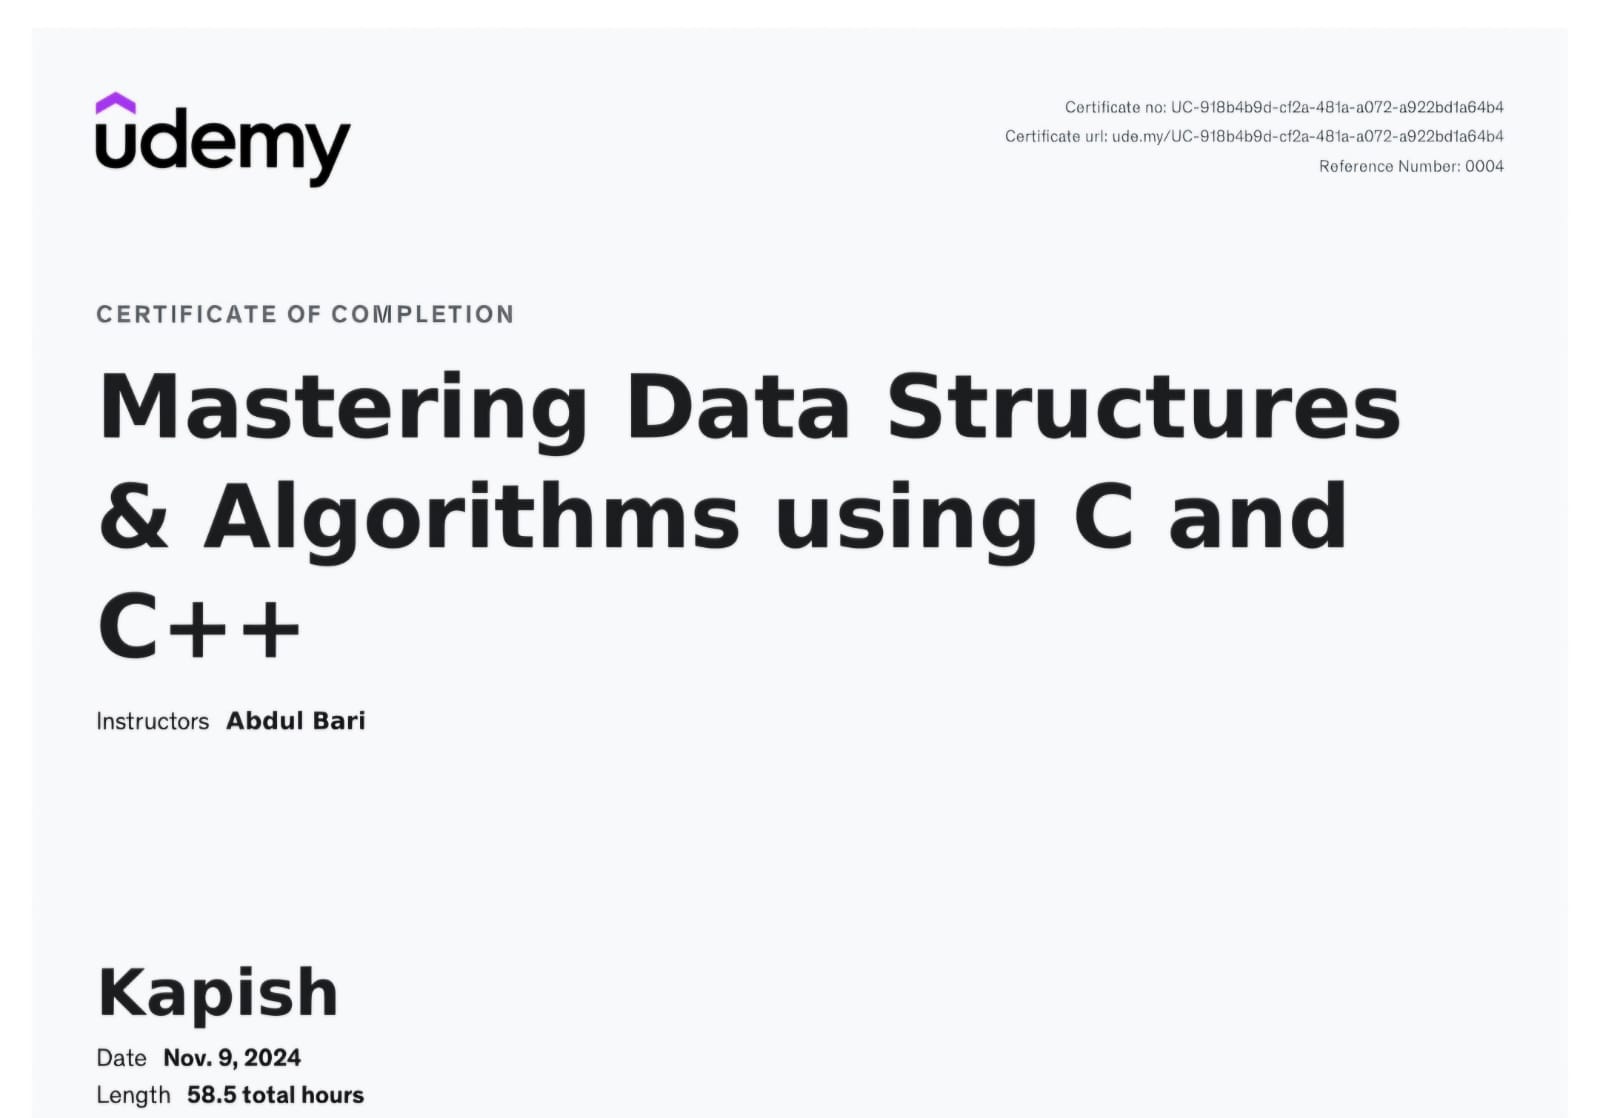 udemy
Certificate no: UC-918b4b9d-cf2a-481a-a072-a922bd1a64b4
Certificate url: ude.my/UC-918b4b9d-cf2a-481a-a072-a922bd1a64b4
Reference Number: 0004
CERTIFICATE OF COMPLETION
Mastering Data Structures
& Algorithms using C and
C++
Instructors Abdul Bari
Kapish
Date Nov. 9, 2024
Length 58.5 total hours